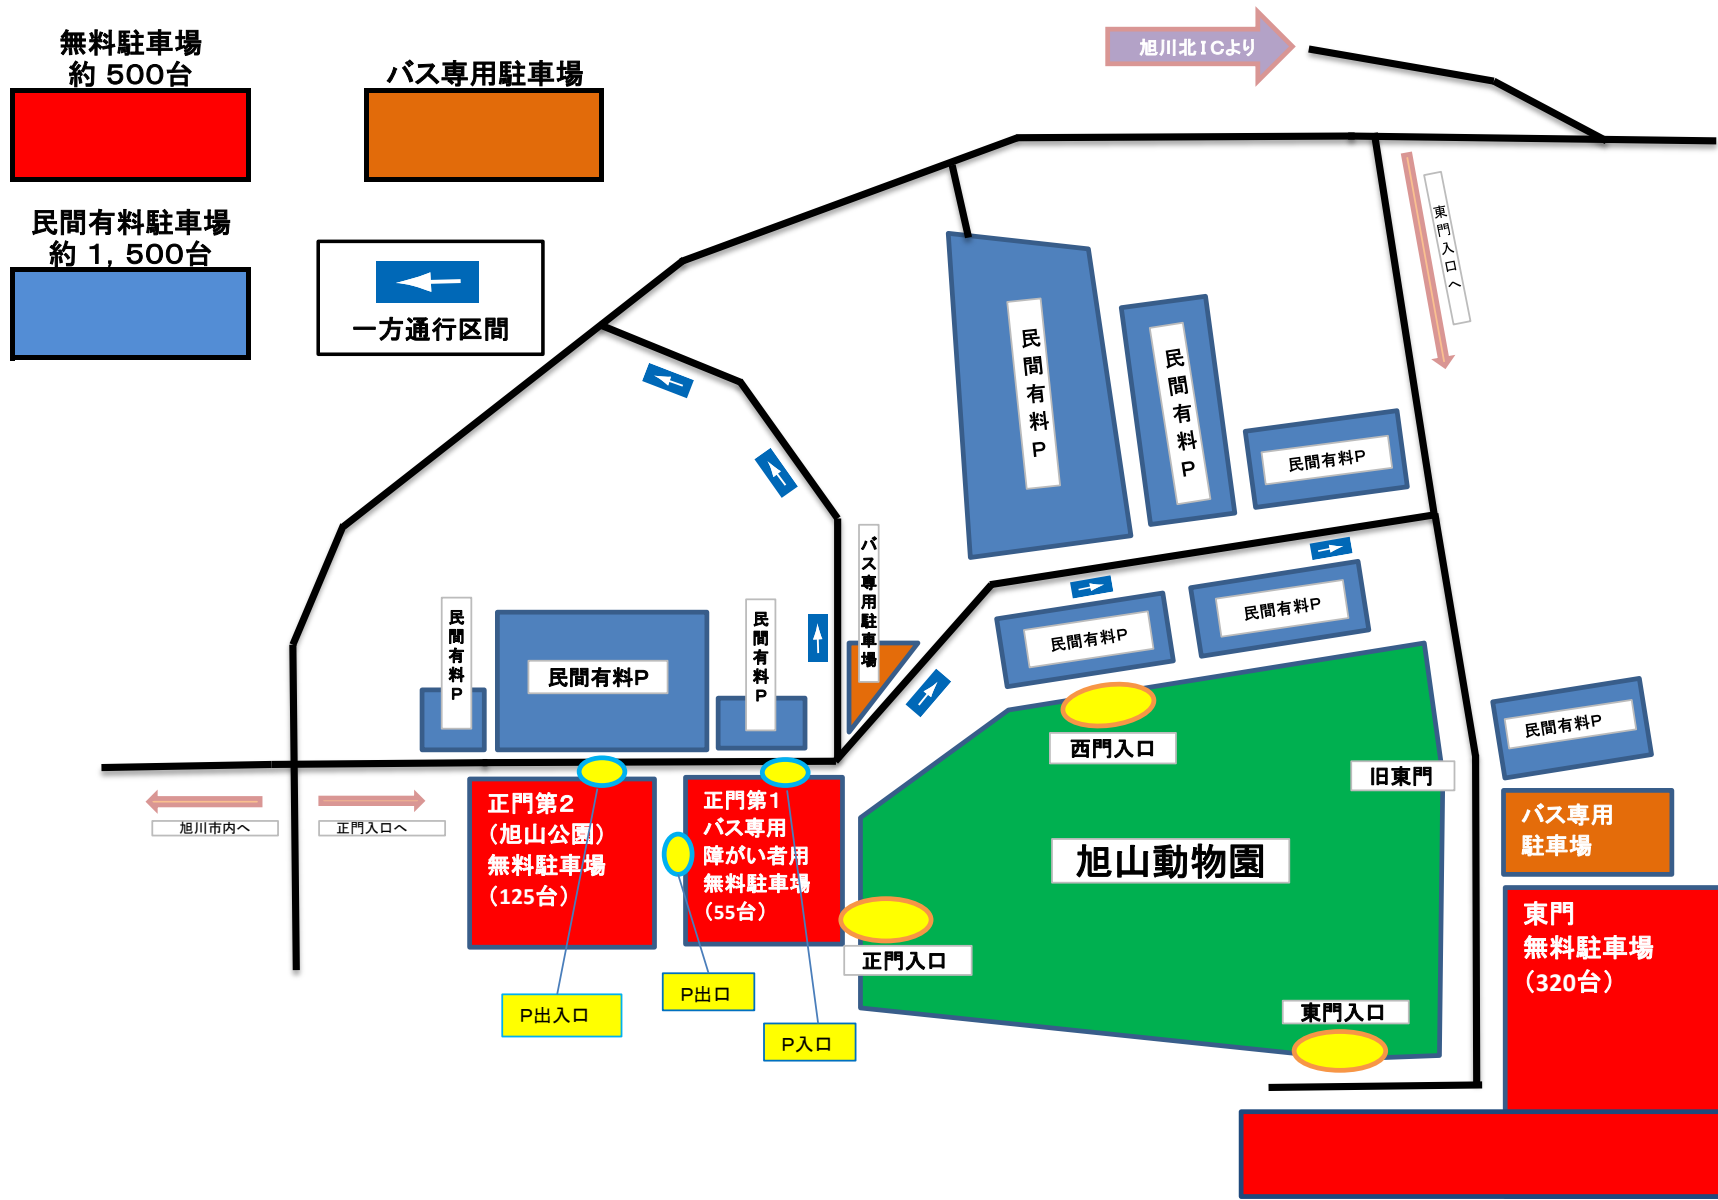 無料駐車場
約 500台
バス専用駐車場
民間有料駐車場
約 1, 500台
一方通行区間
旭川北ICより
東門入口へ
民間有料P
民間有料P
民間有料P
バス専用駐車場
民間有料P
民間有料P
民間有料P
民間有料P
民間有料P
民間有料P
西門入口
旧東門
旭川市内へ
正門入口へ
正門第2
(旭山公園)
無料駐車場
(125台)
正門第1
バス専用
障がい者用
無料駐車場
(55台)
旭山動物園
バス専用
駐車場
東門
無料駐車場
(320台)
正門入口
東門入口
P出入口
P出口
P入口